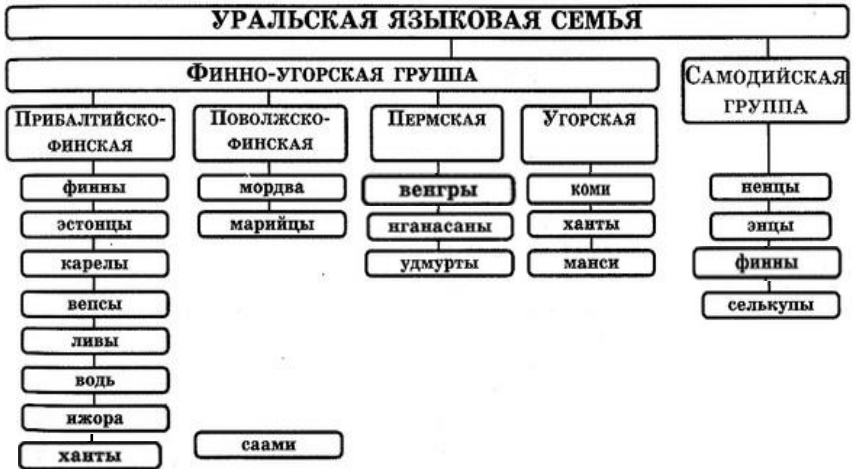 УРАЛЬСКАЯ ЯЗЫКОВАЯ СЕМЬЯ
ФИННО-УГОРСКАЯ ГРУППА
САМОДИЙСКАЯ
ГРУППА
ПРИБАЛТИЙСКО-
ФИНСКАЯ
ПОВОЛЖСКО-
ФИНСКАЯ
ПЕРМСКАЯ
УГОРСКАЯ
финны
эстонцы
карелы
вепсы
ливы
водь
ижора
ханты
мордва
марийцы
саами
венгры
нганасаны
удмурты
коми
ханты
манси
ненцы
энцы
финны
селькупы